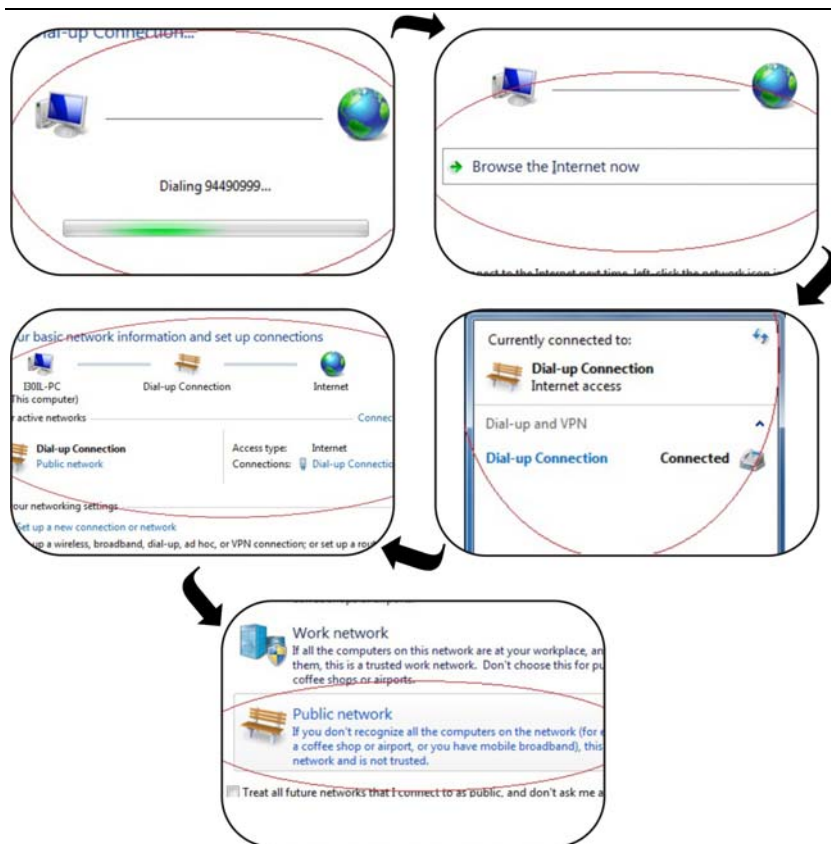 Dial-up Connection...
Dialing 94490999...
Browse the Internet now
to the Internet next time, left-click the network icon
Currently connected to:
Dial-up Connection
Internet access
Dial-up and VPN
Dial-up Connection Connected
ur basic network information and set up connections
I30IL-PC Dial-up Connection Internet
This computer)
active networks Connec
Dial-up Connection Access type: Internet
Public network Connections: Dial-up Connectio
our networking settings
Set up a new connection or network
up a wireless, broadband, dial-up, ad hoc, or VPN connection; or set up a rout
Work network
If all the computers on this network are at your workplace, an
them, this is a trusted work network. Don't choose this for pu
coffee shops or airports.
Public network
If you don't recognize all the computers on the network (for e
a coffee shop or airport, or you have mobile broadband), this
network and is not trusted.
Treat all future networks that I connect to as public, and don't ask me a